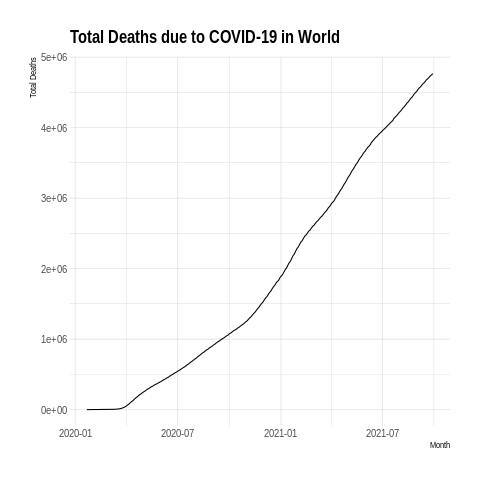 Total Deaths due to COVID-19 in World
Total Deaths
5e+06
4e+06
3e+06
2e+06
1e+06
0e+00
2020-01 2020-07 2021-01 2021-07
Month